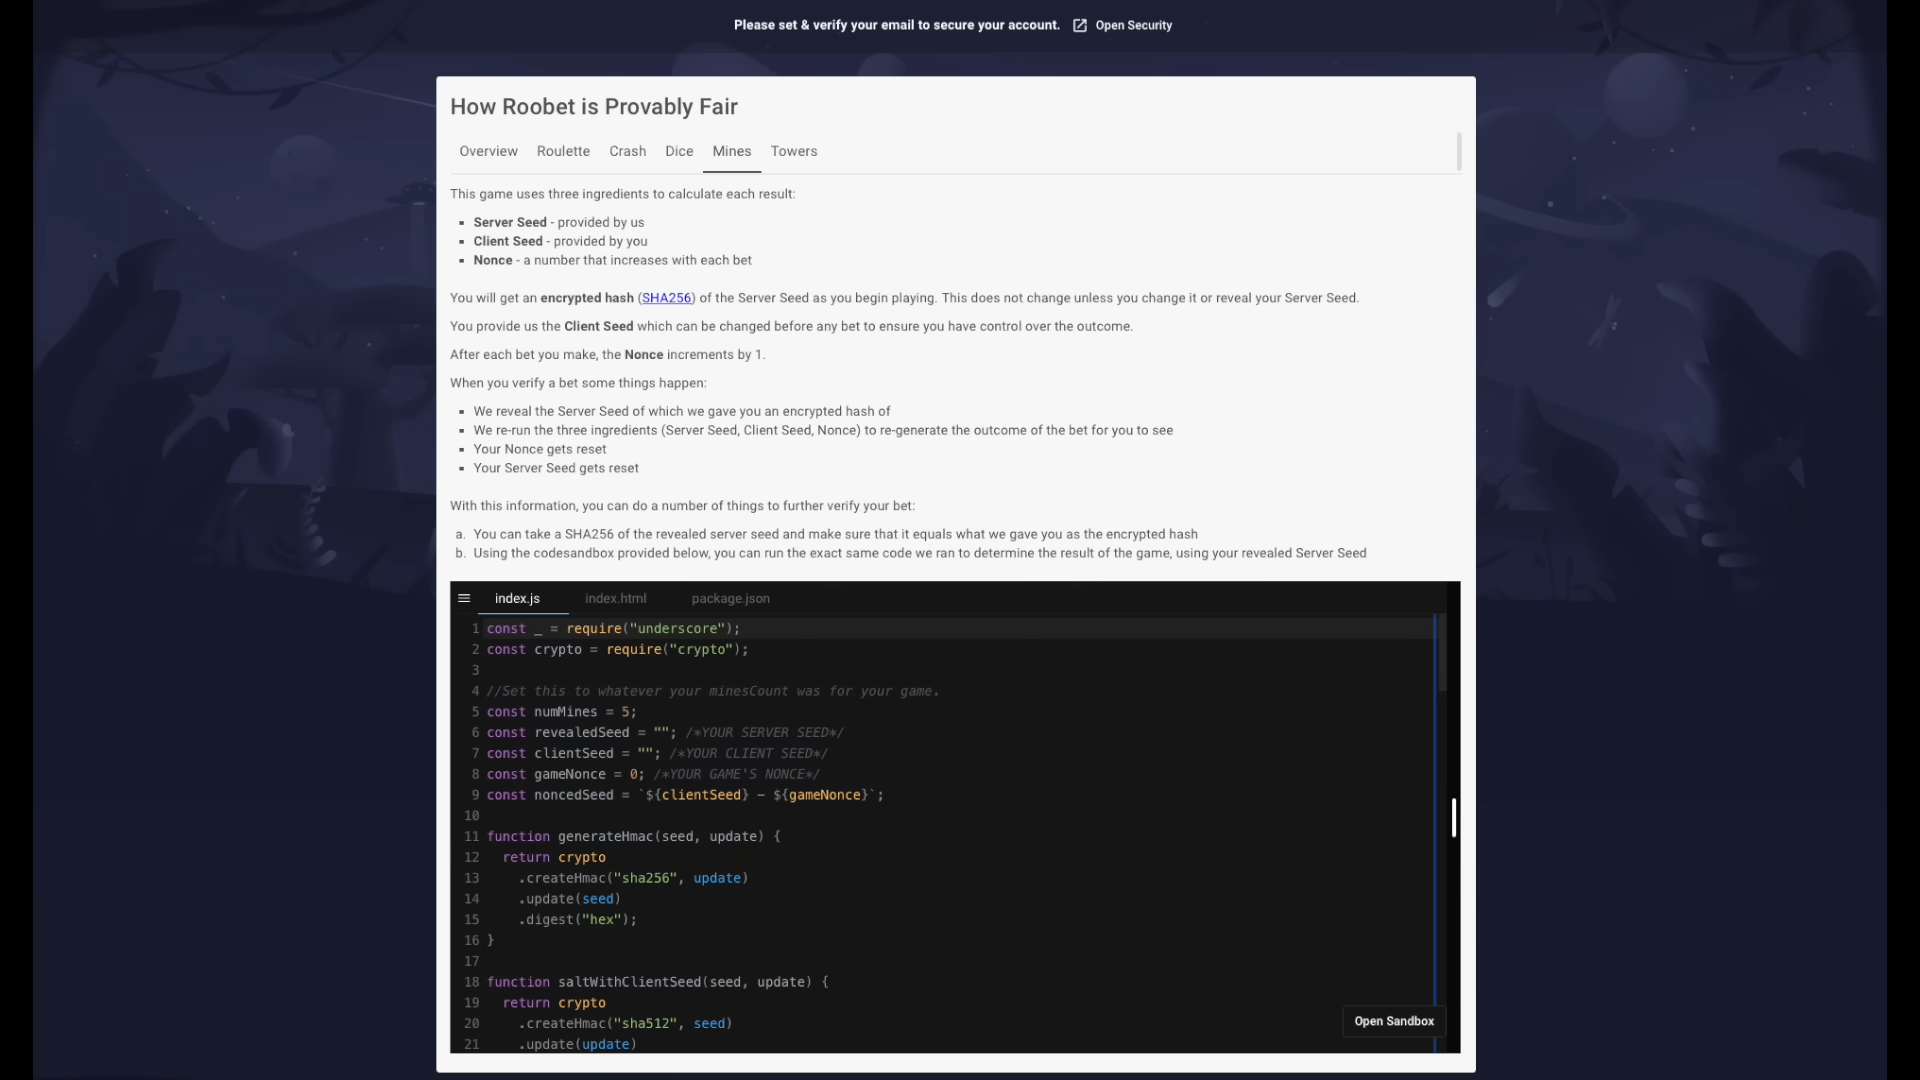 Please set & verify your email to secure your account. Open Security
How Roobet is Provably Fair
Overview Roulette Crash Dice Mines Towers
This game uses three ingredients to calculate each result:
▪ Server Seed - provided by us
▪ Client Seed - provided by you
▪ Nonce - a number that increases with each bet
You will get an encrypted hash (SHA256) of the Server Seed as you begin playing. This does not change unless you change it or reveal your Server Seed.
You provide us the Client Seed which can be changed before any bet to ensure you have control over the outcome.
After each bet you make, the Nonce increments by 1.
When you verify a bet some things happen:
▪ We reveal the Server Seed of which we gave you an encrypted hash of
▪ We re-run the three ingredients (Server Seed, Client Seed, Nonce) to re-generate the outcome of the bet for you to see
▪ Your Nonce gets reset
▪ Your Server Seed gets reset
With this information, you can do a number of things to further verify your bet:
a. You can take a SHA256 of the revealed server seed and make sure that it equals what we gave you as the encrypted hash
b. Using the codesandbox provided below, you can run the exact same code we ran to determine the result of the game, using your revealed Server Seed
index.js index.html package.json
1 const _ = require("underscore");
2 const crypto = require("crypto");
3
4 //Set this to whatever your minesCount was for your game.
5 const numMines = 5;
6 const revealedSeed = ""; /*YOUR SERVER SEED*/
7 const clientSeed = ""; /*YOUR CLIENT SEED*/
8 const gameNonce = 0; /*YOUR GAME'S NONCE*/
9 const noncedSeed = `${clientSeed} - ${gameNonce}`;
10
11 function generateHmac(seed, update) {
12 return crypto
13 .createHmac("sha256", update)
14 .update(seed)
15 .digest("hex");
16 }
17
18 function saltWithClientSeed(seed, update) {
19 return crypto
20 .createHmac("sha512", seed)
21 .update(update)
Open Sandbox